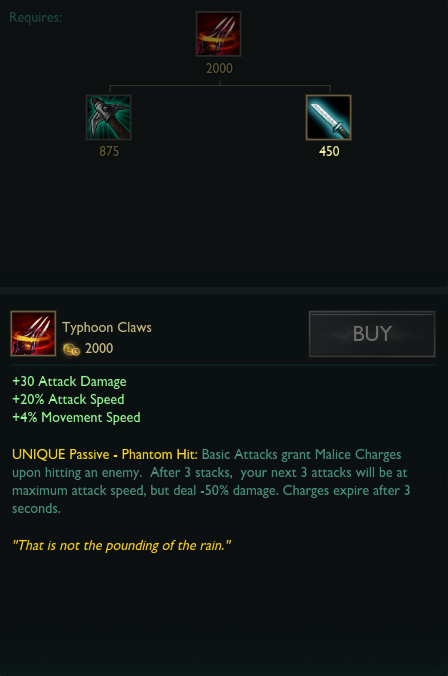 Requires:
2000
875
450
Typhoon Claws
2000
BUY
+30 Attack Damage
+20% Attack Speed
+4% Movement Speed
UNIQUE Passive - Phantom Hit: Basic Attacks grant Malice Charges
upon hitting an enemy. After 3 stacks, your next 3 attacks will be at
maximum attack speed, but deal -50% damage. Charges expire after 3
seconds.
"That is not the pounding of the rain."